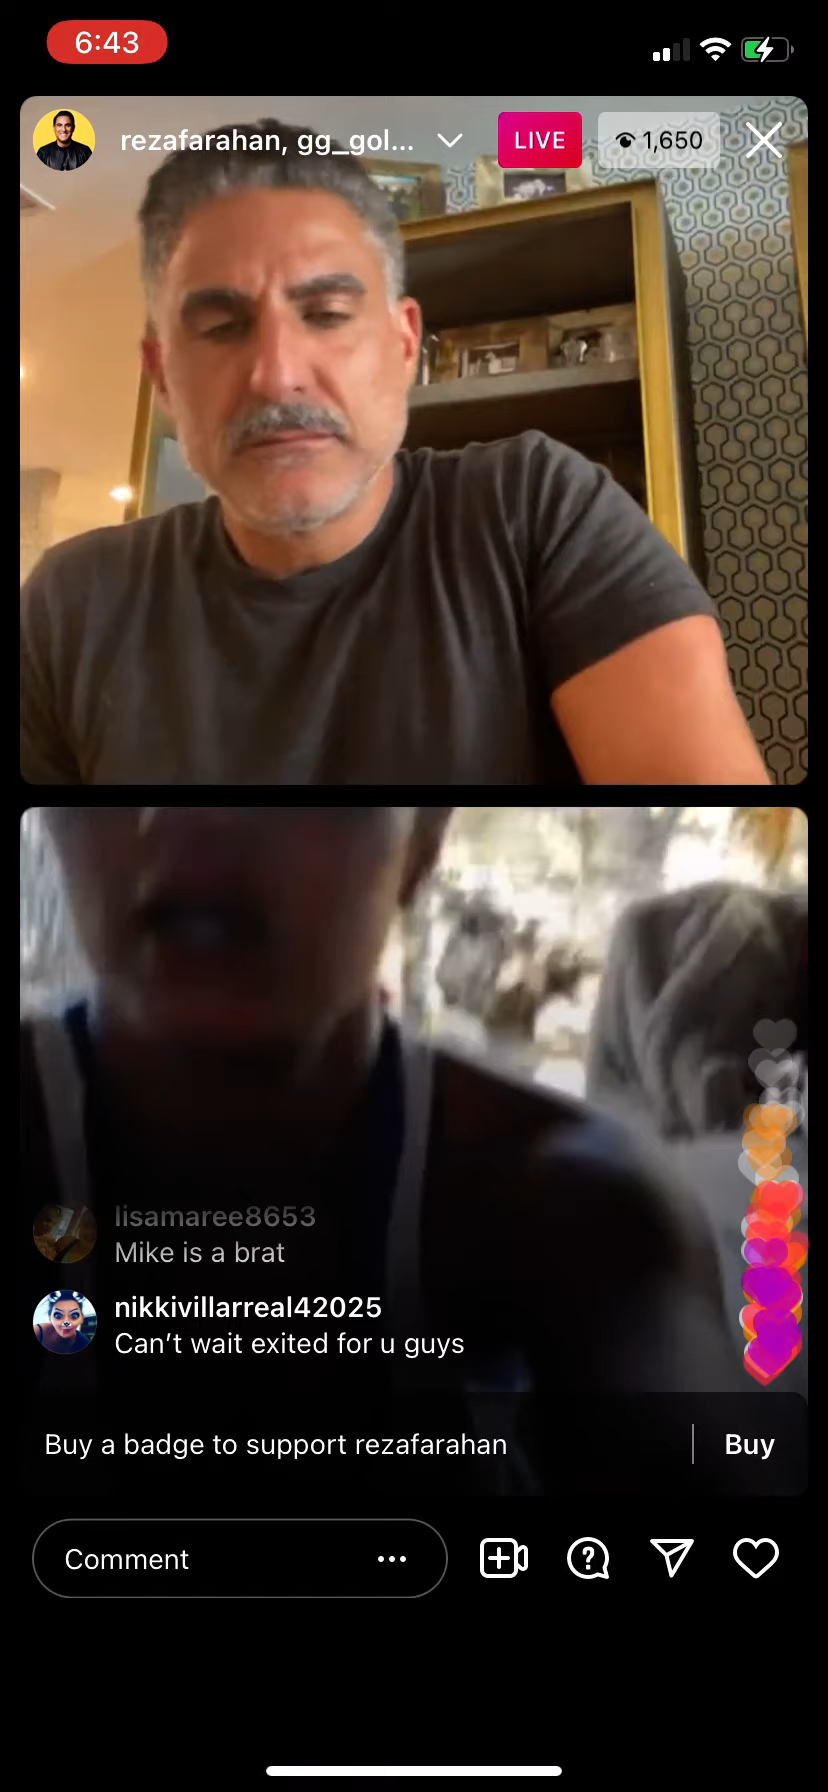 6:43
rezafarahan, gg_gol...
LIVE
1,650
lisamaree8653
Mike is a brat
nikkivillarreal42025
Can't wait exited for u guys
Buy a badge to support rezafarahan
Buy
Comment